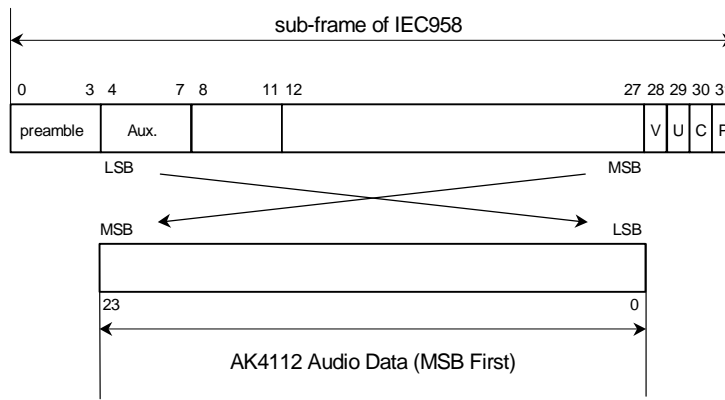 sub-frame of IEC958
0 3 4 7 8 11 12 27 28 29 30
preamble Aux. V U C
LSB MSB
MSB LSB
23 0
AK4112 Audio Data (MSB First)